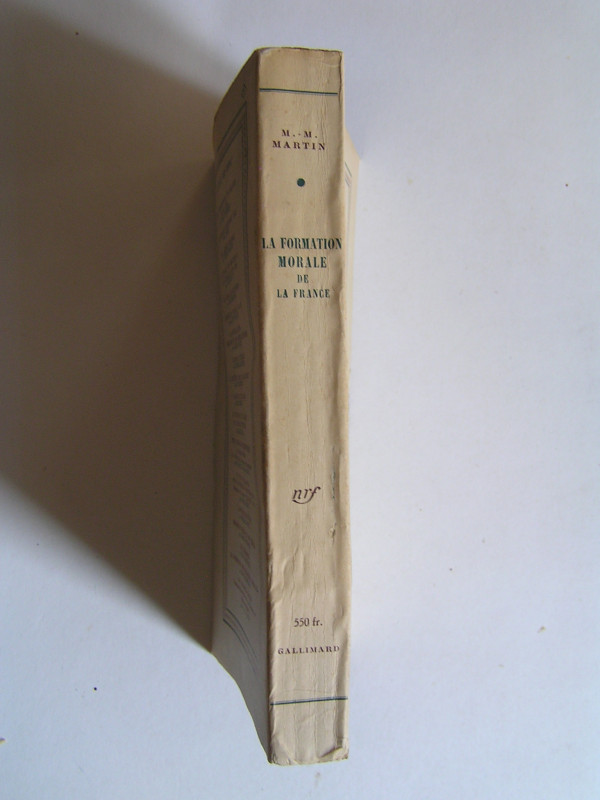 M.-M.
MARTIN
LA FORMATION
MORALE
DE
LA FRANCE
nrf
550 fr.
GALLIMARD